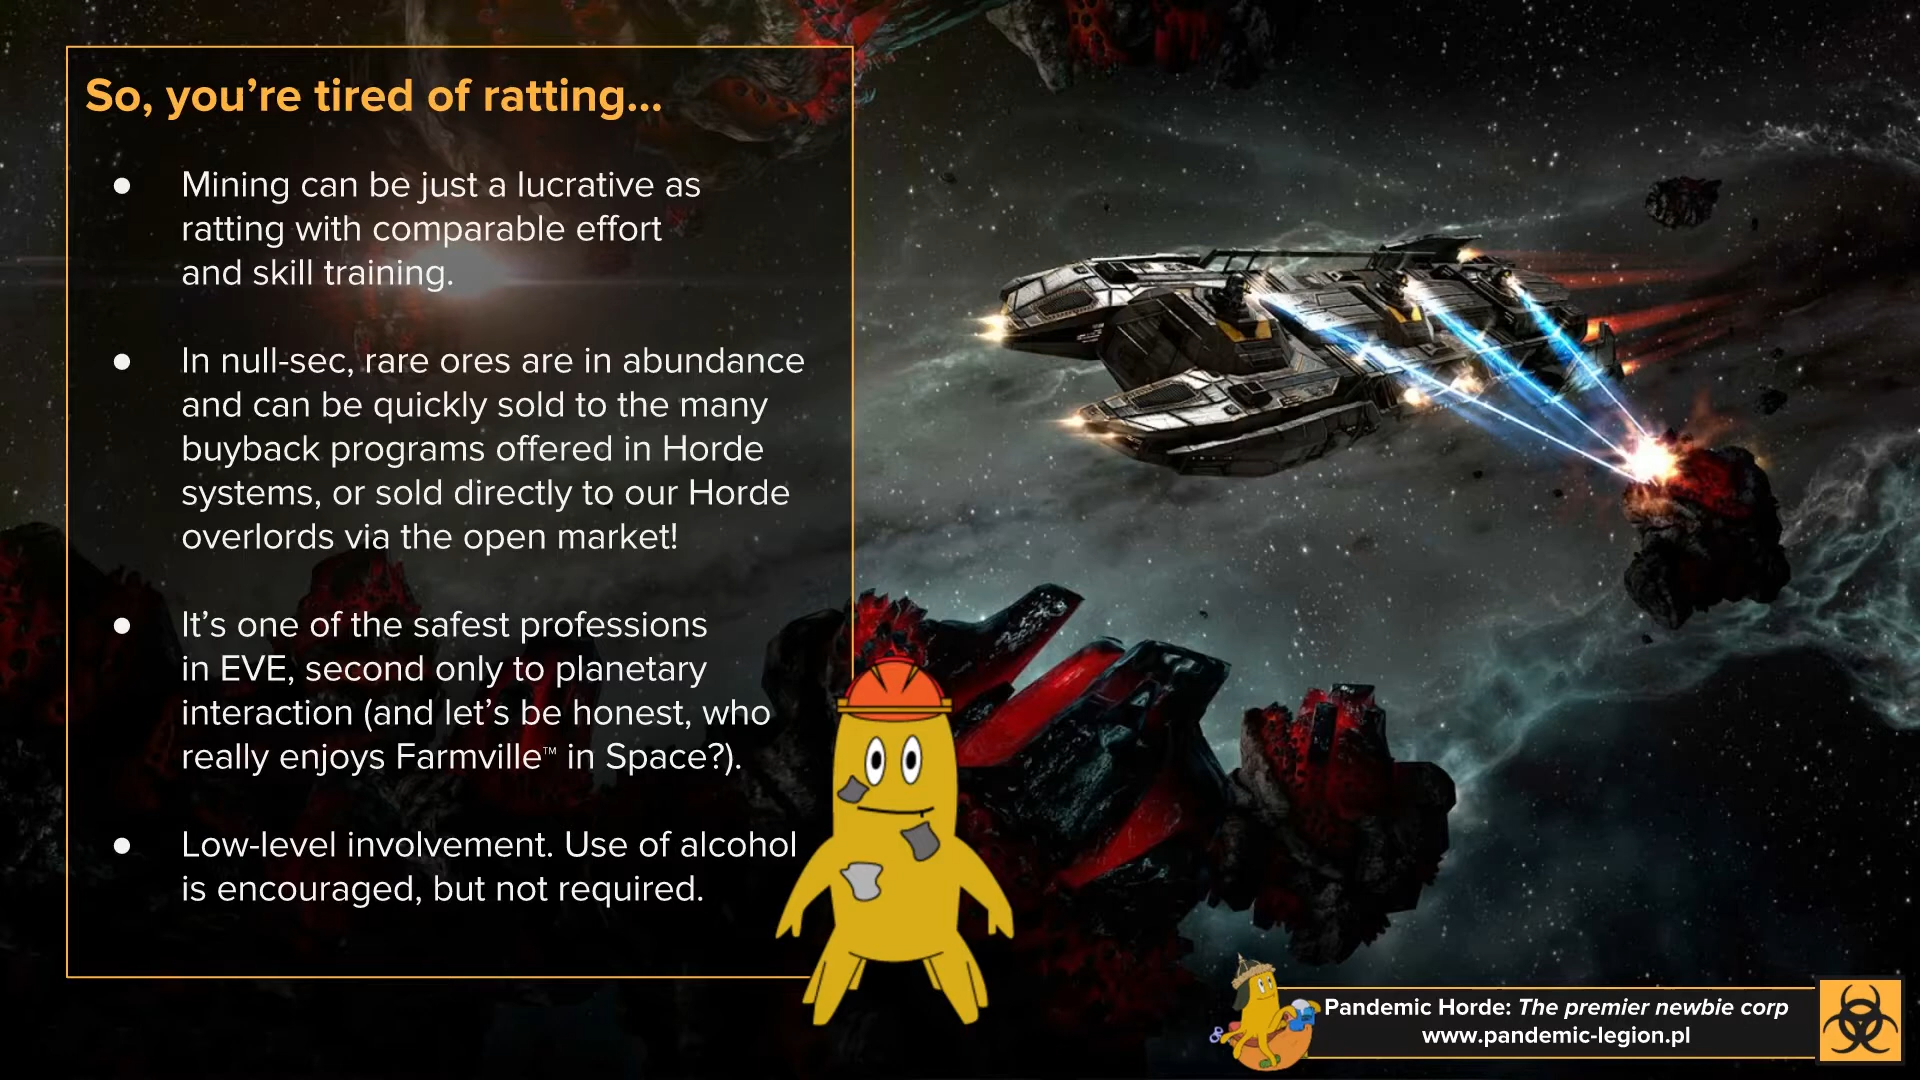 So, you’re tired of ratting...
● Mining can be just a lucrative as
ratting with comparable effort
and skill training.
● In null-sec, rare ores are in abundance
and can be quickly sold to the many
buyback programs offered in Horde
systems, or sold directly to our Horde
overlords via the open market!
● It’s one of the safest professions
in EVE, second only to planetary
interaction (and let’s be honest, who
really enjoys Farmville™ in Space?).
● Low-level involvement. Use of alcohol
is encouraged, but not required.
Pandemic Horde: The premier newbie corp
www.pandemic-legion.pl